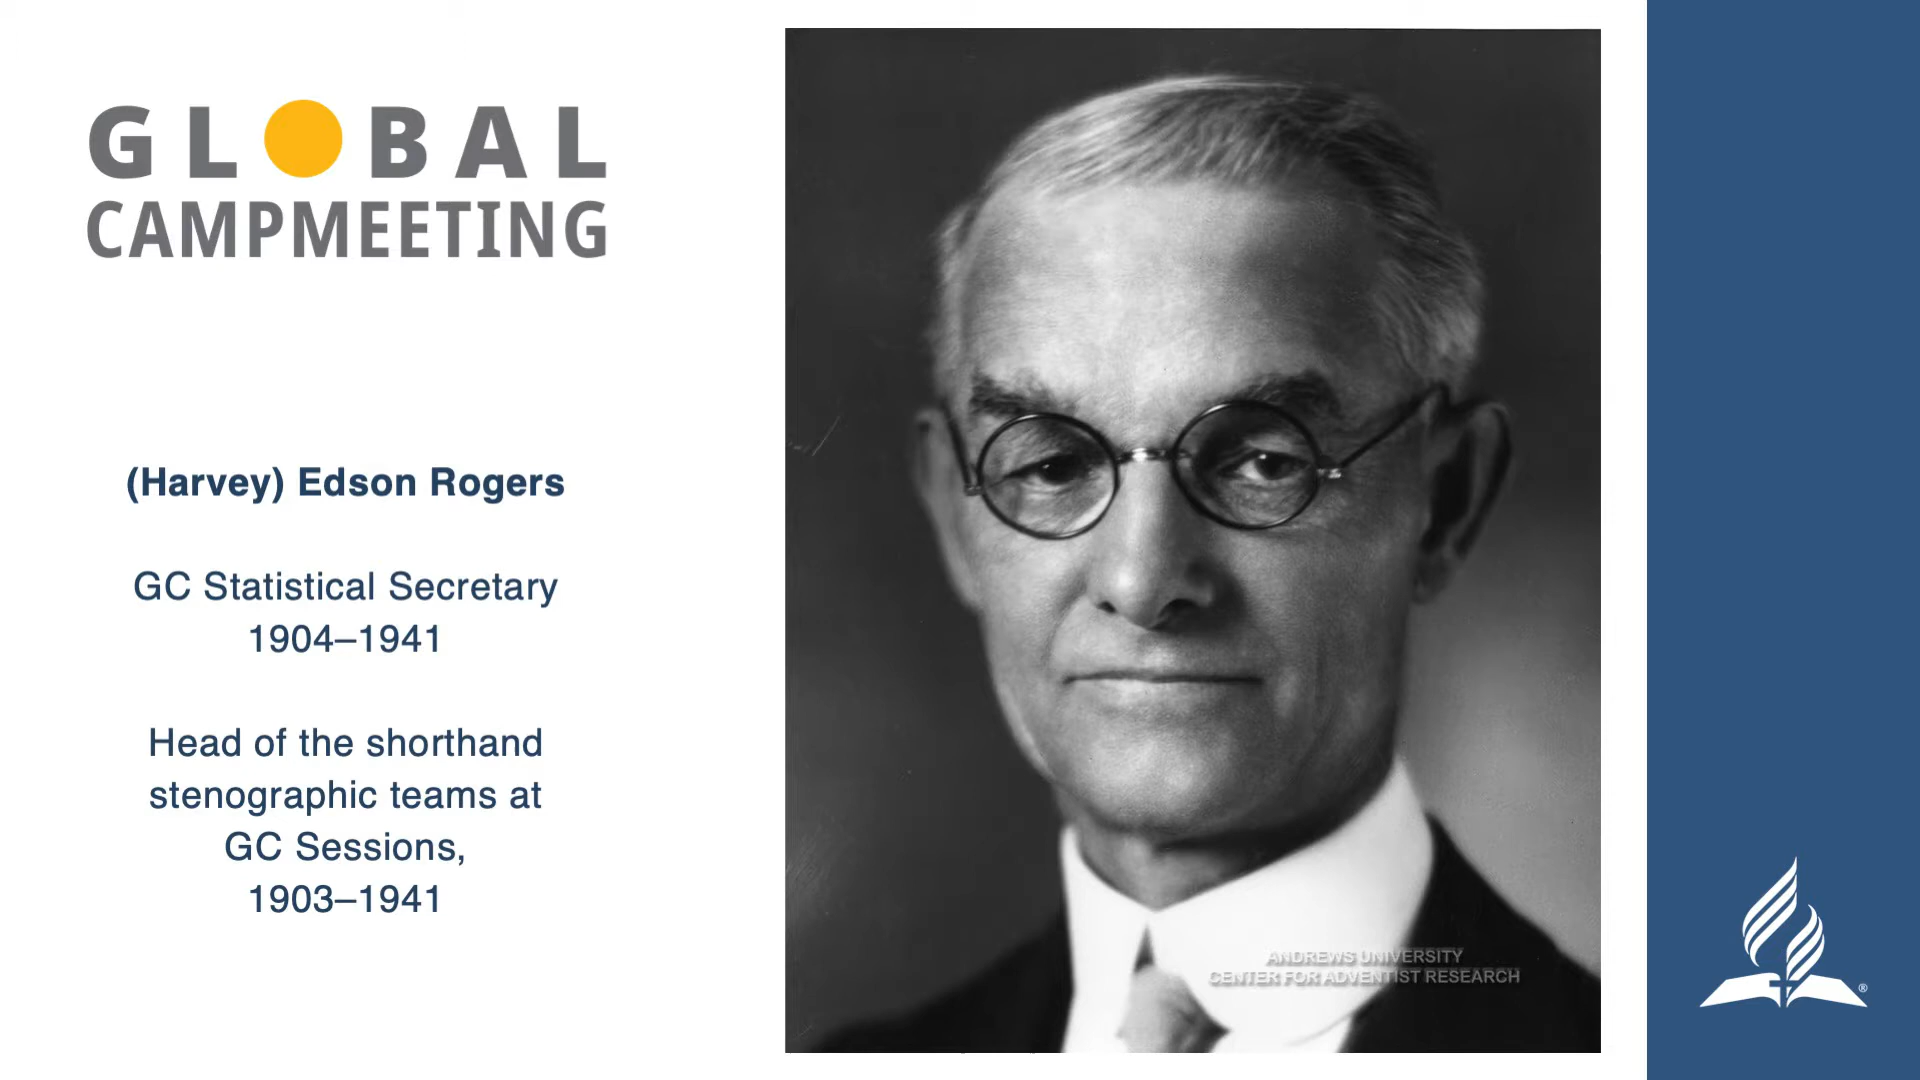 GLOBAL
CAMPMEETING
(Harvey) Edson Rogers
GC Statistical Secretary
1904–1941
Head of the shorthand
stenographic teams at
GC Sessions,
1903–1941
ANDREWS UNIVERSITY
CENTER FOR ADVENTIST RESEARCH
®